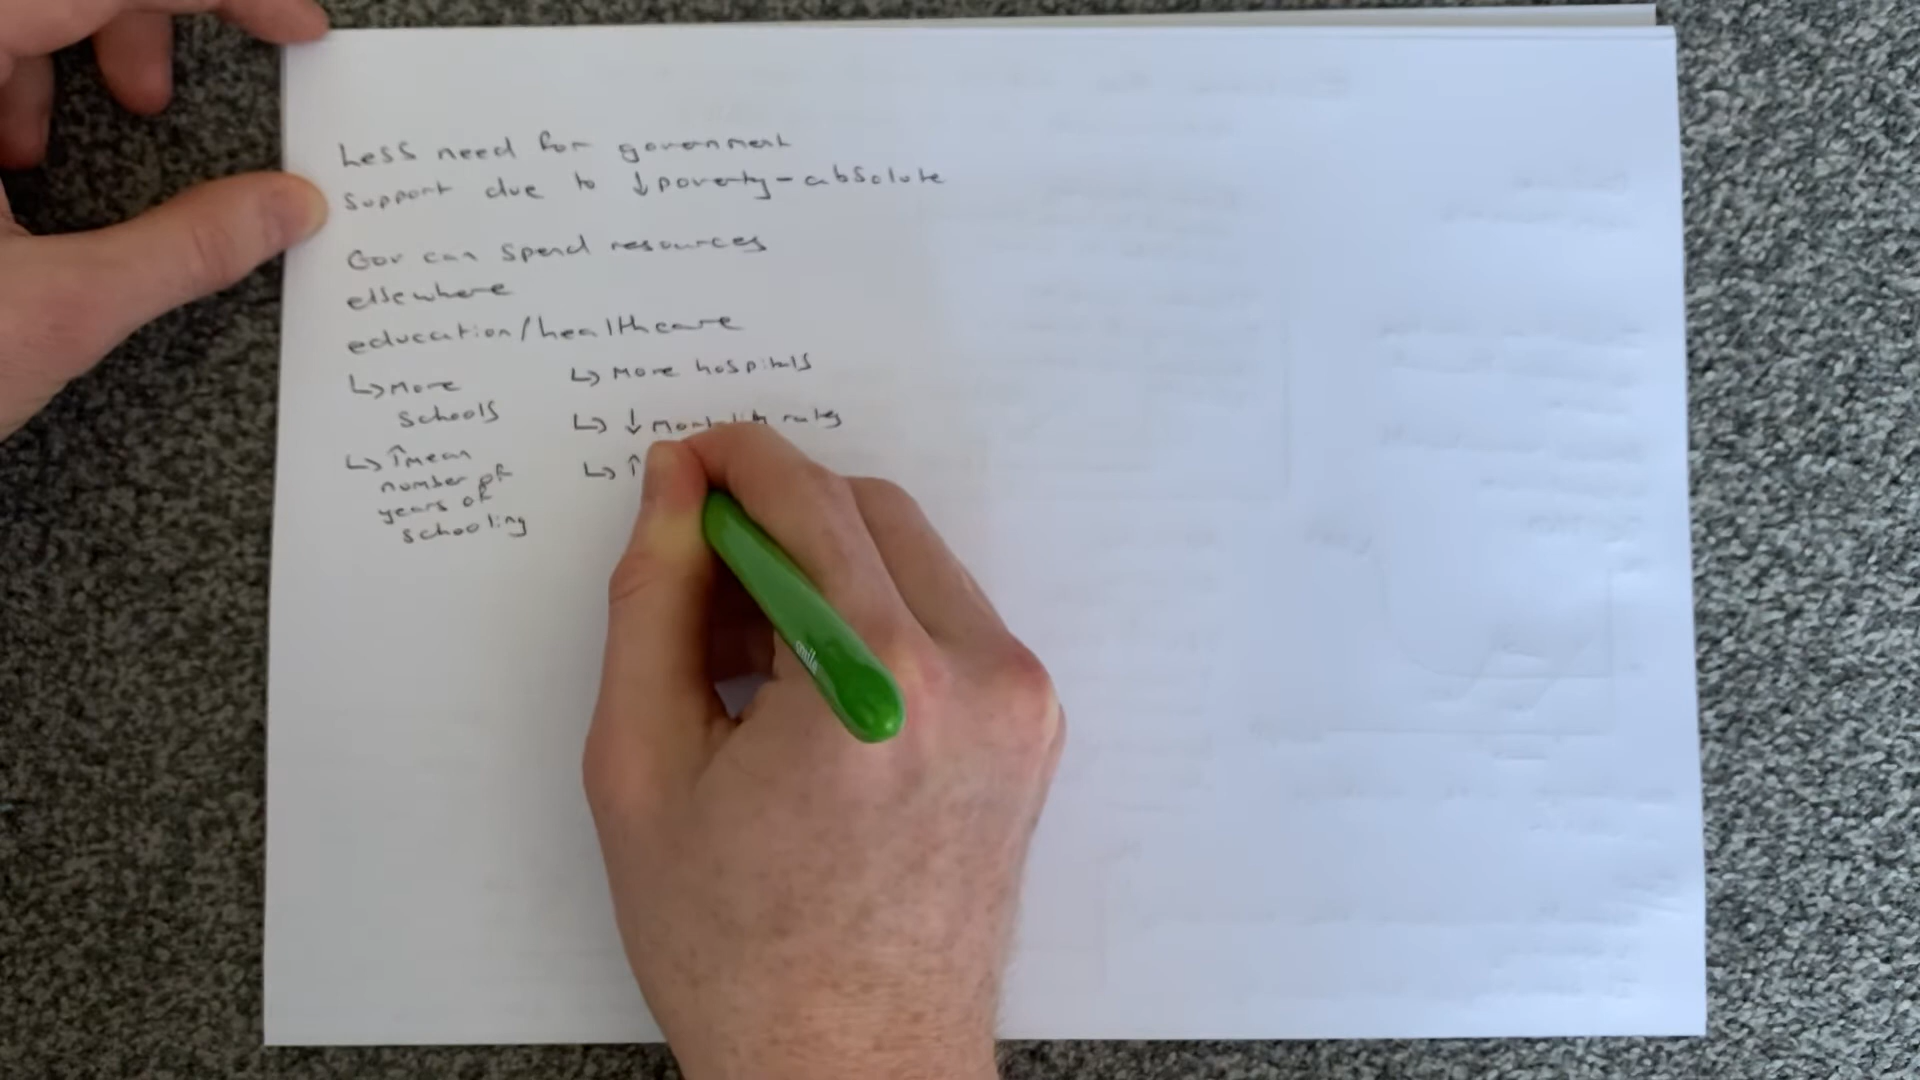 Less need for government
support due to ↓ poverty - absolute
Gov can spend resources
elsewhere
education/healthcare
↳ More
schools
↳ ↑ mean
number of
years of
schooling
↳ More hospitals
↳ ↓ Mortality rates
↳ ↑
smile